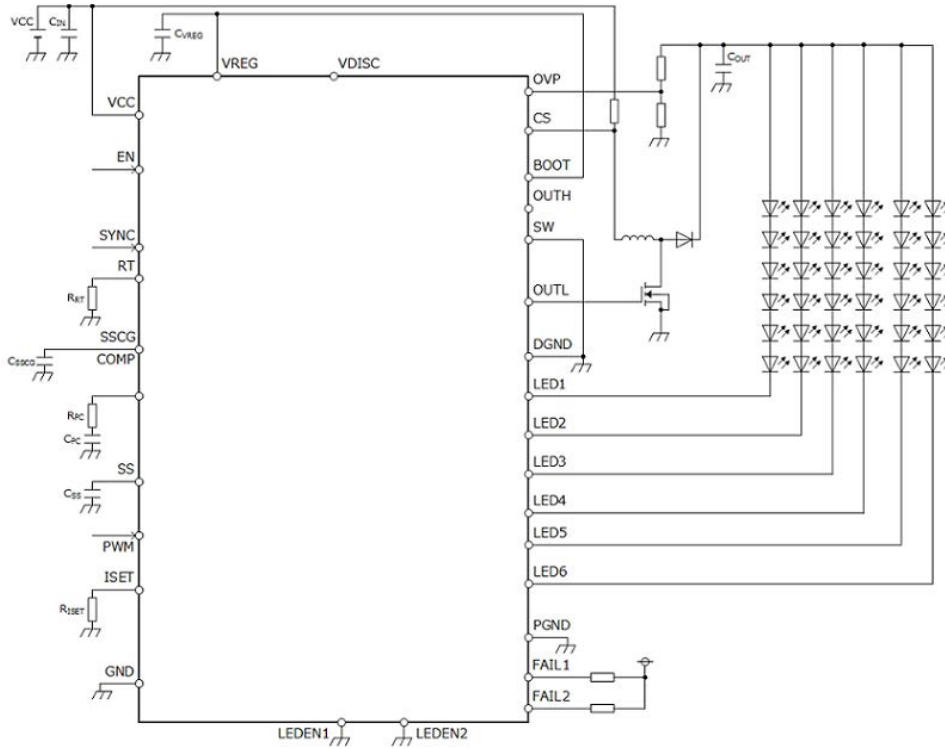 VCC
CIN
CVREG
VREG
VDISC
COUT
VCC
EN
SYNC
RT
RRT
SSCG
CSSCG
COMP
RPC
CPC
SS
CSS
PWM
ISET
RISET
GND
LEDEN1
LEDEN2
OVP
CS
BOOT
OUTH
SW
OUTL
DGND
LED1
LED2
LED3
LED4
LED5
LED6
PGND
FAIL1
FAIL2